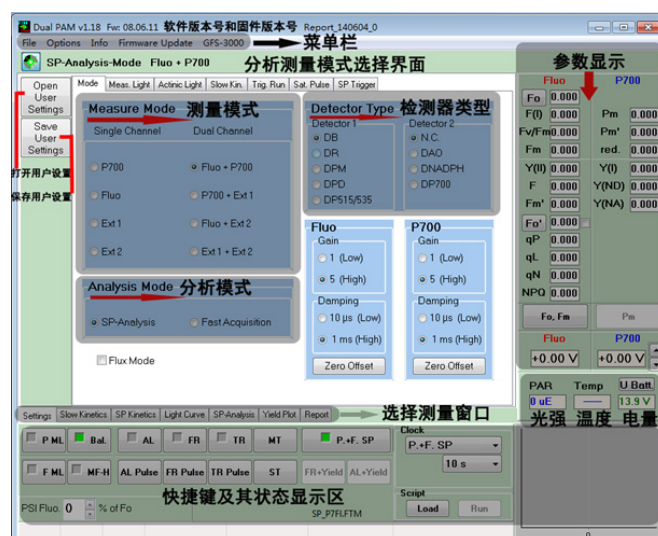 Dual PAM v1.18 Fw: 08.06.11 软件版本号和固件版本号 Report_140604_0
File Options Info Firmware Update GFS-3000 菜单栏
SP-Analysis-Mode Fluo + P700 分析测量模式选择界面 参数显示
Open User Settings
Save User Settings
打开用户设置
保存用户设置
Mode Meas. Light Actinic Light Slow Kin. Trig. Run Sat. Pulse SP Trigger
Measure Mode 测量模式
Single Channel Dual Channel
P700 Fluo + P700
Fluo P700 + Ext 1
Ext 1 Fluo + Ext 2
Ext 2 Ext 1 + Ext 2
Analysis Mode 分析模式
SP-Analysis Fast Acquisition
Flux Mode
Detector Type 检测器类型
Detector 1 Detector 2
DB N.C.
DR DAO
DPM DNADPH
DPD DP700
DP515/535
Fluo P700
Gain Gain
1 (Low) 1 (Low)
5 (High) 5 (High)
Damping Damping
10 µs (Low) 10 µs (Low)
1 ms (High) 1 ms (High)
Zero Offset Zero Offset
Fluo P700
Fo 0.000
F(I) 0.000 Pm 0.000
Fv/Fm 0.000 Pm' 0.000
Fm 0.000 red. 0.000
Y(II) 0.000 Y(I) 0.000
F 0.000 Y(ND) 0.000
Fm' 0.000 Y(NA) 0.000
Fo' 0.000
qP 0.000
qL 0.000
qN 0.000
NPQ 0.000
Fo, Fm Pm
Fluo P700
+0.00 V +0.00 V
PAR Temp U Batt.
0 uE 13.9 V
光强 温度 电量
Settings Slow Kinetics SP Kinetics Light Curve SP-Analysis Yield Plot Report 选择测量窗口
P ML Bal. AL FR TR MT P.+F. SP
F ML MF-H AL Pulse FR Pulse TR Pulse ST FR+Yield AL+Yield
Clock
P.+F. SP
10 s
快捷键及其状态显示区
PSI Fluo. 0 % of Fo SP_P7FI.FTM
Script
Load Run
0